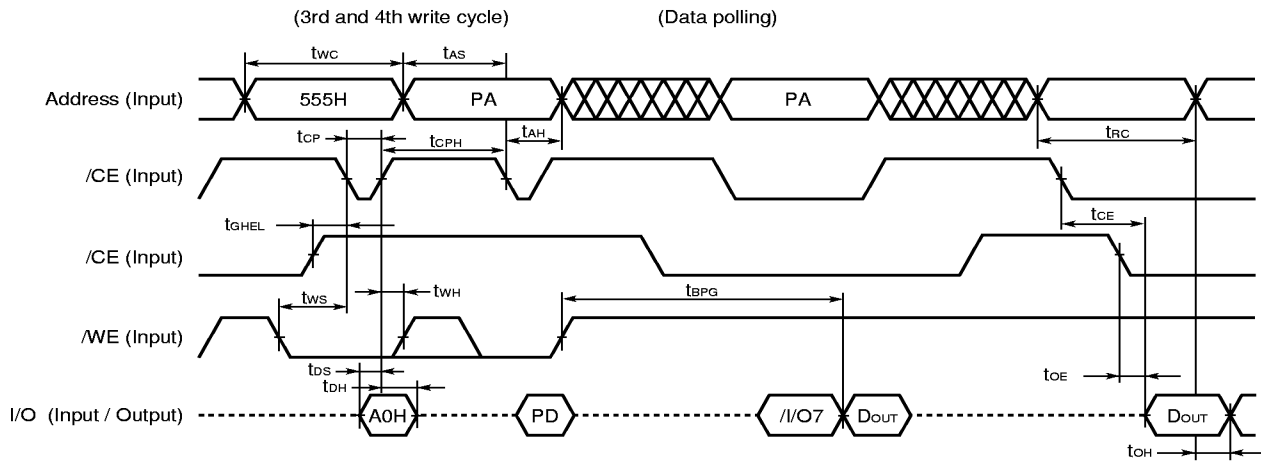 (3rd and 4th write cycle) (Data polling)
tWC tAS
Address (Input) 555H PA PA
tCP tCPH tAH tRC
/CE (Input)
tGHEL tCE
/CE (Input)
tWS tWH tBPG
/WE (Input)
tDS
tDH tOE
I/O (Input / Output) A0H PD /I/O7 DOUT DOUT
tOH